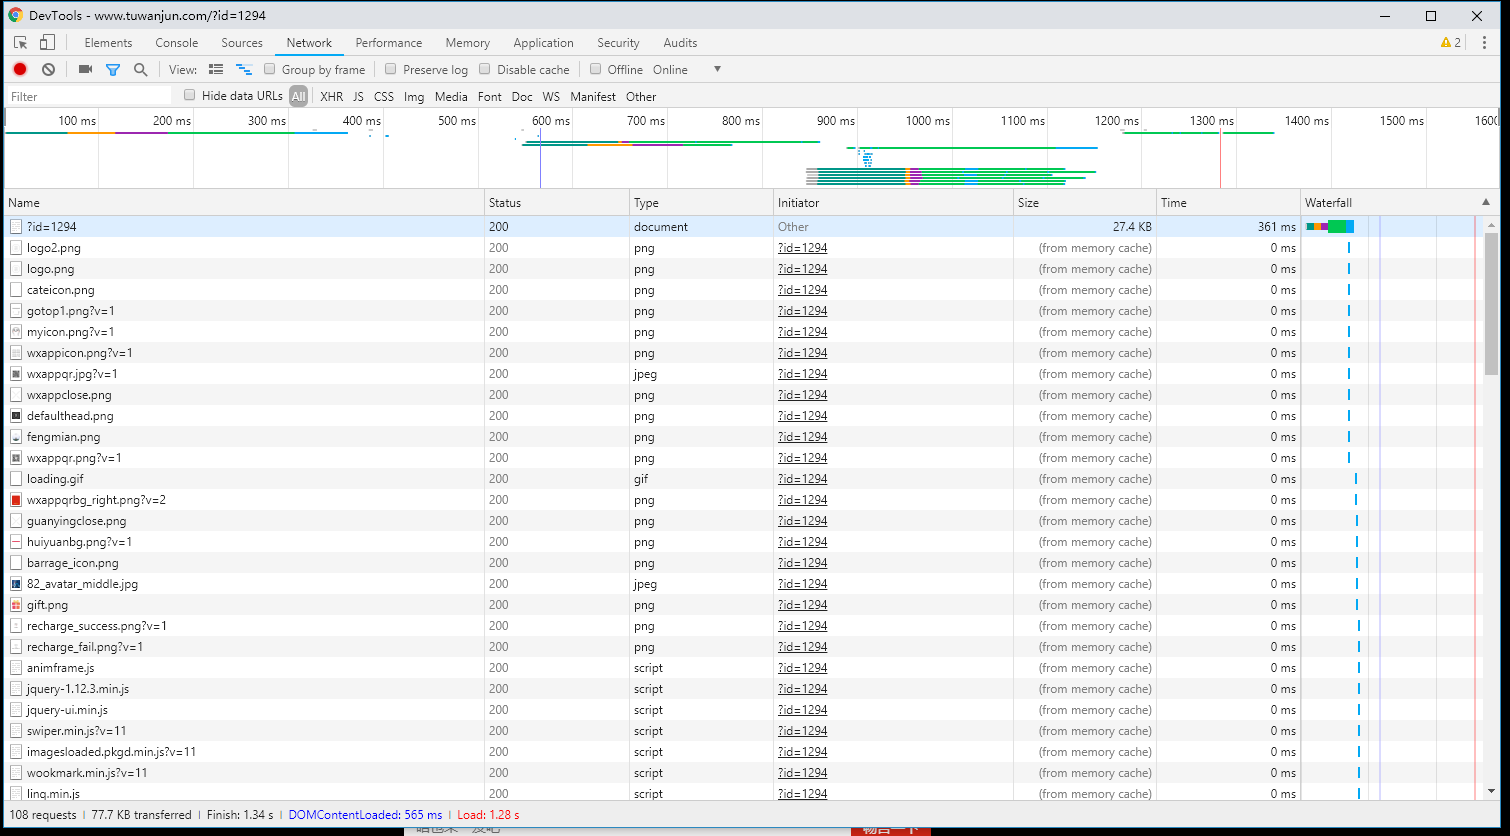 DevTools - www.tuwanjun.com/?id=1294
Elements Console Sources Network Performance Memory Application Security Audits 2
View: Group by frame Preserve log Disable cache Offline Online
Filter Hide data URLs All XHR JS CSS Img Media Font Doc WS Manifest Other
100 ms 200 ms 300 ms 400 ms 500 ms 600 ms 700 ms 800 ms 900 ms 1000 ms 1100 ms 1200 ms 1300 ms 1400 ms 1500 ms 1600
Name Status Type Initiator Size Time Waterfall
?id=1294 200 document Other 27.4 KB 361 ms
logo2.png 200 png ?id=1294 (from memory cache) 0 ms
logo.png 200 png ?id=1294 (from memory cache) 0 ms
cateicon.png 200 png ?id=1294 (from memory cache) 0 ms
gotop1.png?v=1 200 png ?id=1294 (from memory cache) 0 ms
myicon.png?v=1 200 png ?id=1294 (from memory cache) 0 ms
wxappicon.png?v=1 200 png ?id=1294 (from memory cache) 0 ms
wxappqr.jpg?v=1 200 jpeg ?id=1294 (from memory cache) 0 ms
wxappclose.png 200 png ?id=1294 (from memory cache) 0 ms
defaulthead.png 200 png ?id=1294 (from memory cache) 0 ms
fengmian.png 200 png ?id=1294 (from memory cache) 0 ms
wxappqr.png?v=1 200 png ?id=1294 (from memory cache) 0 ms
loading.gif 200 gif ?id=1294 (from memory cache) 0 ms
wxappqrbg_right.png?v=2 200 png ?id=1294 (from memory cache) 0 ms
guanyingclose.png 200 png ?id=1294 (from memory cache) 0 ms
huiyuanbg.png?v=1 200 png ?id=1294 (from memory cache) 0 ms
barrage_icon.png 200 png ?id=1294 (from memory cache) 0 ms
82_avatar_middle.jpg 200 jpeg ?id=1294 (from memory cache) 0 ms
gift.png 200 png ?id=1294 (from memory cache) 0 ms
recharge_success.png?v=1 200 png ?id=1294 (from memory cache) 0 ms
recharge_fail.png?v=1 200 png ?id=1294 (from memory cache) 0 ms
animframe.js 200 script ?id=1294 (from memory cache) 0 ms
jquery-1.12.3.min.js 200 script ?id=1294 (from memory cache) 0 ms
jquery-ui.min.js 200 script ?id=1294 (from memory cache) 0 ms
swiper.min.js?v=11 200 script ?id=1294 (from memory cache) 0 ms
imagesloaded.pkgd.min.js?v=11 200 script ?id=1294 (from memory cache) 0 ms
wookmark.min.js?v=11 200 script ?id=1294 (from memory cache) 0 ms
linq.min.js 200 script ?id=1294 (from memory cache) 0 ms
108 requests 77.7 KB transferred Finish: 1.34 s DOMContentLoaded: 565 ms Load: 1.28 s